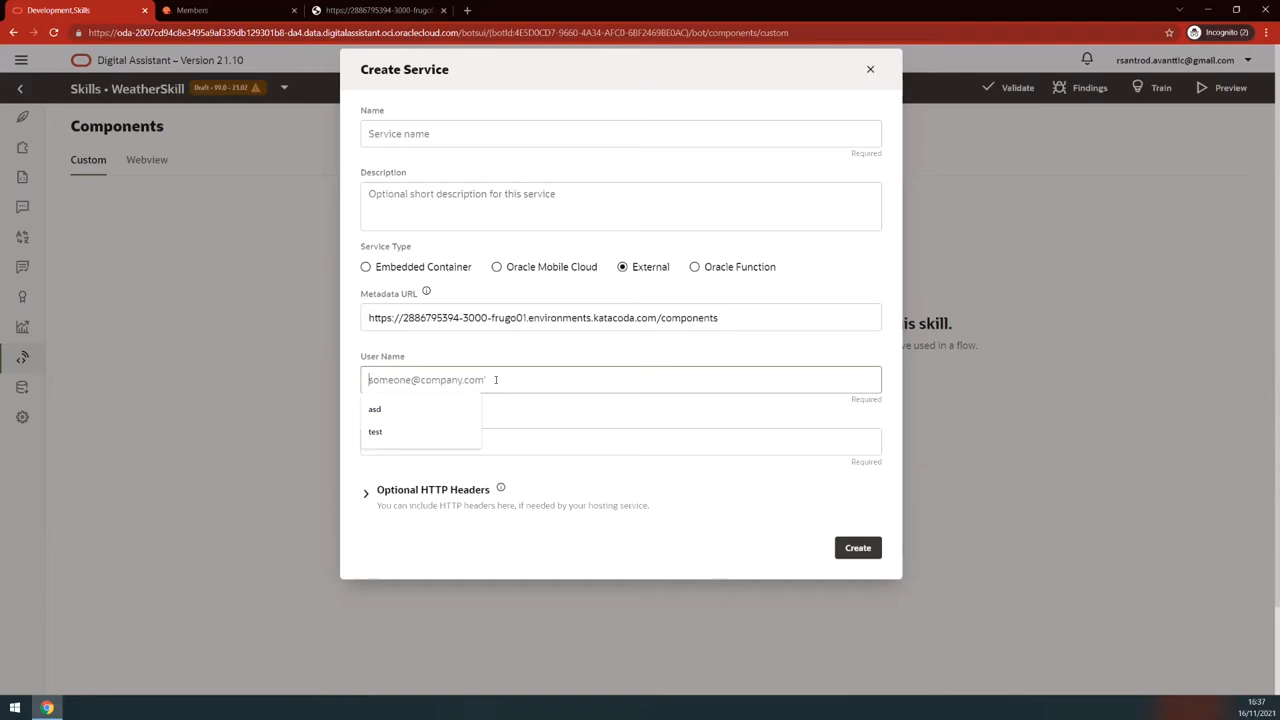 Development,Skills
Members
https://2886795394-3000-frugo
https://oda-2007cd94c8e3495a9af339db129301b8-da4.data.digitalassistant.oci.oraclecloud.com/botsui/(botId:4E5D0CD7-9660-4A34-AFC0-6BF2469BE0AC)/bot/components/custom
Incognito
Digital Assistant – Version 21.10
rsantrod.avanttic@gmail.com
Skills • WeatherSkill
Draft • 99.0 - 21.02
Validate
Findings
Train
Preview
Components
Custom
Webview
is skill.
ve used in a flow.
Create Service
Name
Service name
Required
Description
Optional short description for this service
Service Type
Embedded Container
Oracle Mobile Cloud
External
Oracle Function
Metadata URL
https://2886795394-3000-frugo01.environments.katacoda.com/components
User Name
someone@company.com'
Required
asd
test
Required
Optional HTTP Headers
You can include HTTP headers here, if needed by your hosting service.
Create
16:37
16/11/2021